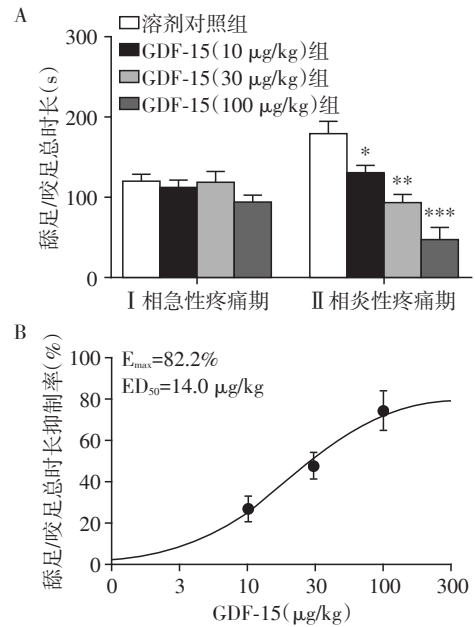 A
溶剂对照组
GDF-15(10 μg/kg)组
GDF-15(30 μg/kg)组
GDF-15(100 μg/kg)组
舔足/咬足总时长(s)
300
200
100
0
*
**
***
Ⅰ相急性疼痛期
Ⅱ相炎性疼痛期
B
舔足/咬足总时长抑制率(%)
100
80
60
40
20
0
Emax=82.2%
ED50=14.0 μg/kg
0 3 10 30 100 300
GDF-15(μg/kg)